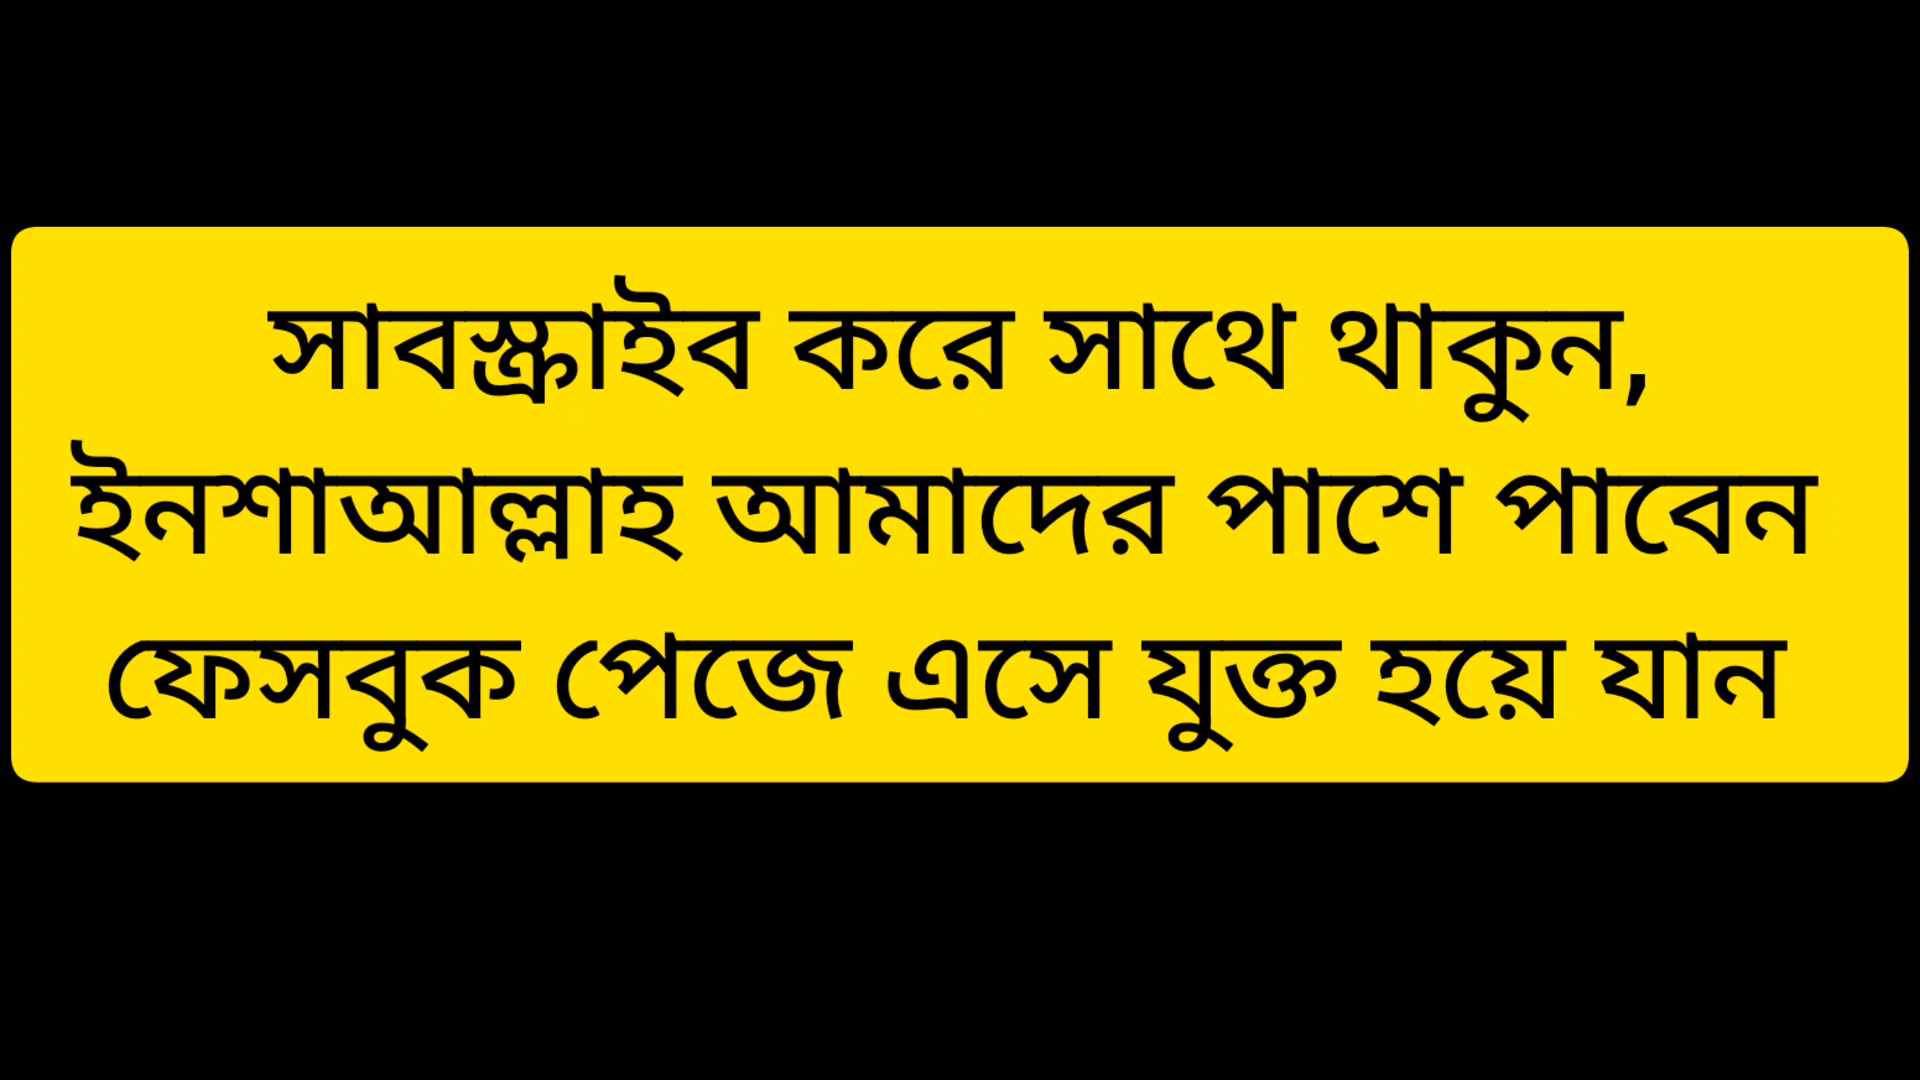 সাবস্ক্রাইব করে সাথে থাকুন,
ইনশাআল্লাহ আমাদের পাশে পাবেন
ফেসবুক পেজে এসে যুক্ত হয়ে যান